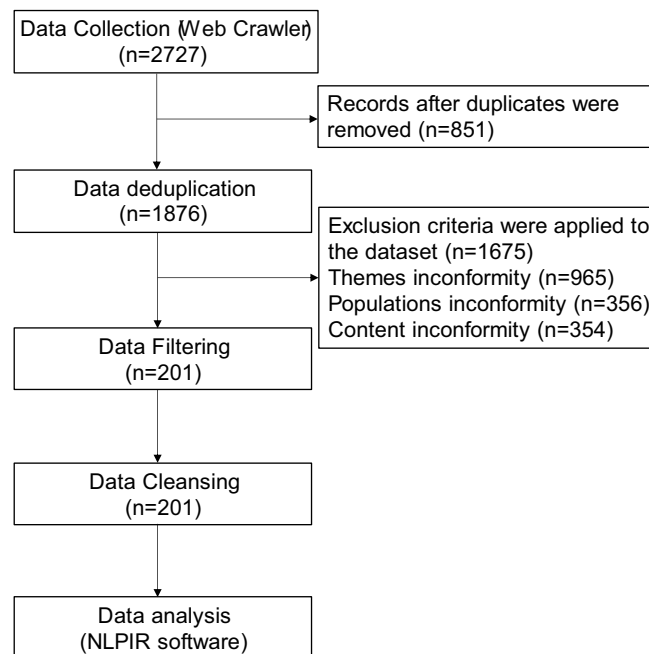 Data Collection (Web Crawler)
(n=2727)
Records after duplicates were
removed (n=851)
Data deduplication
(n=1876)
Exclusion criteria were applied to
the dataset (n=1675)
Themes inconformity (n=965)
Populations inconformity (n=356)
Content inconformity (n=354)
Data Filtering
(n=201)
Data Cleansing
(n=201)
Data analysis
(NLPIR software)